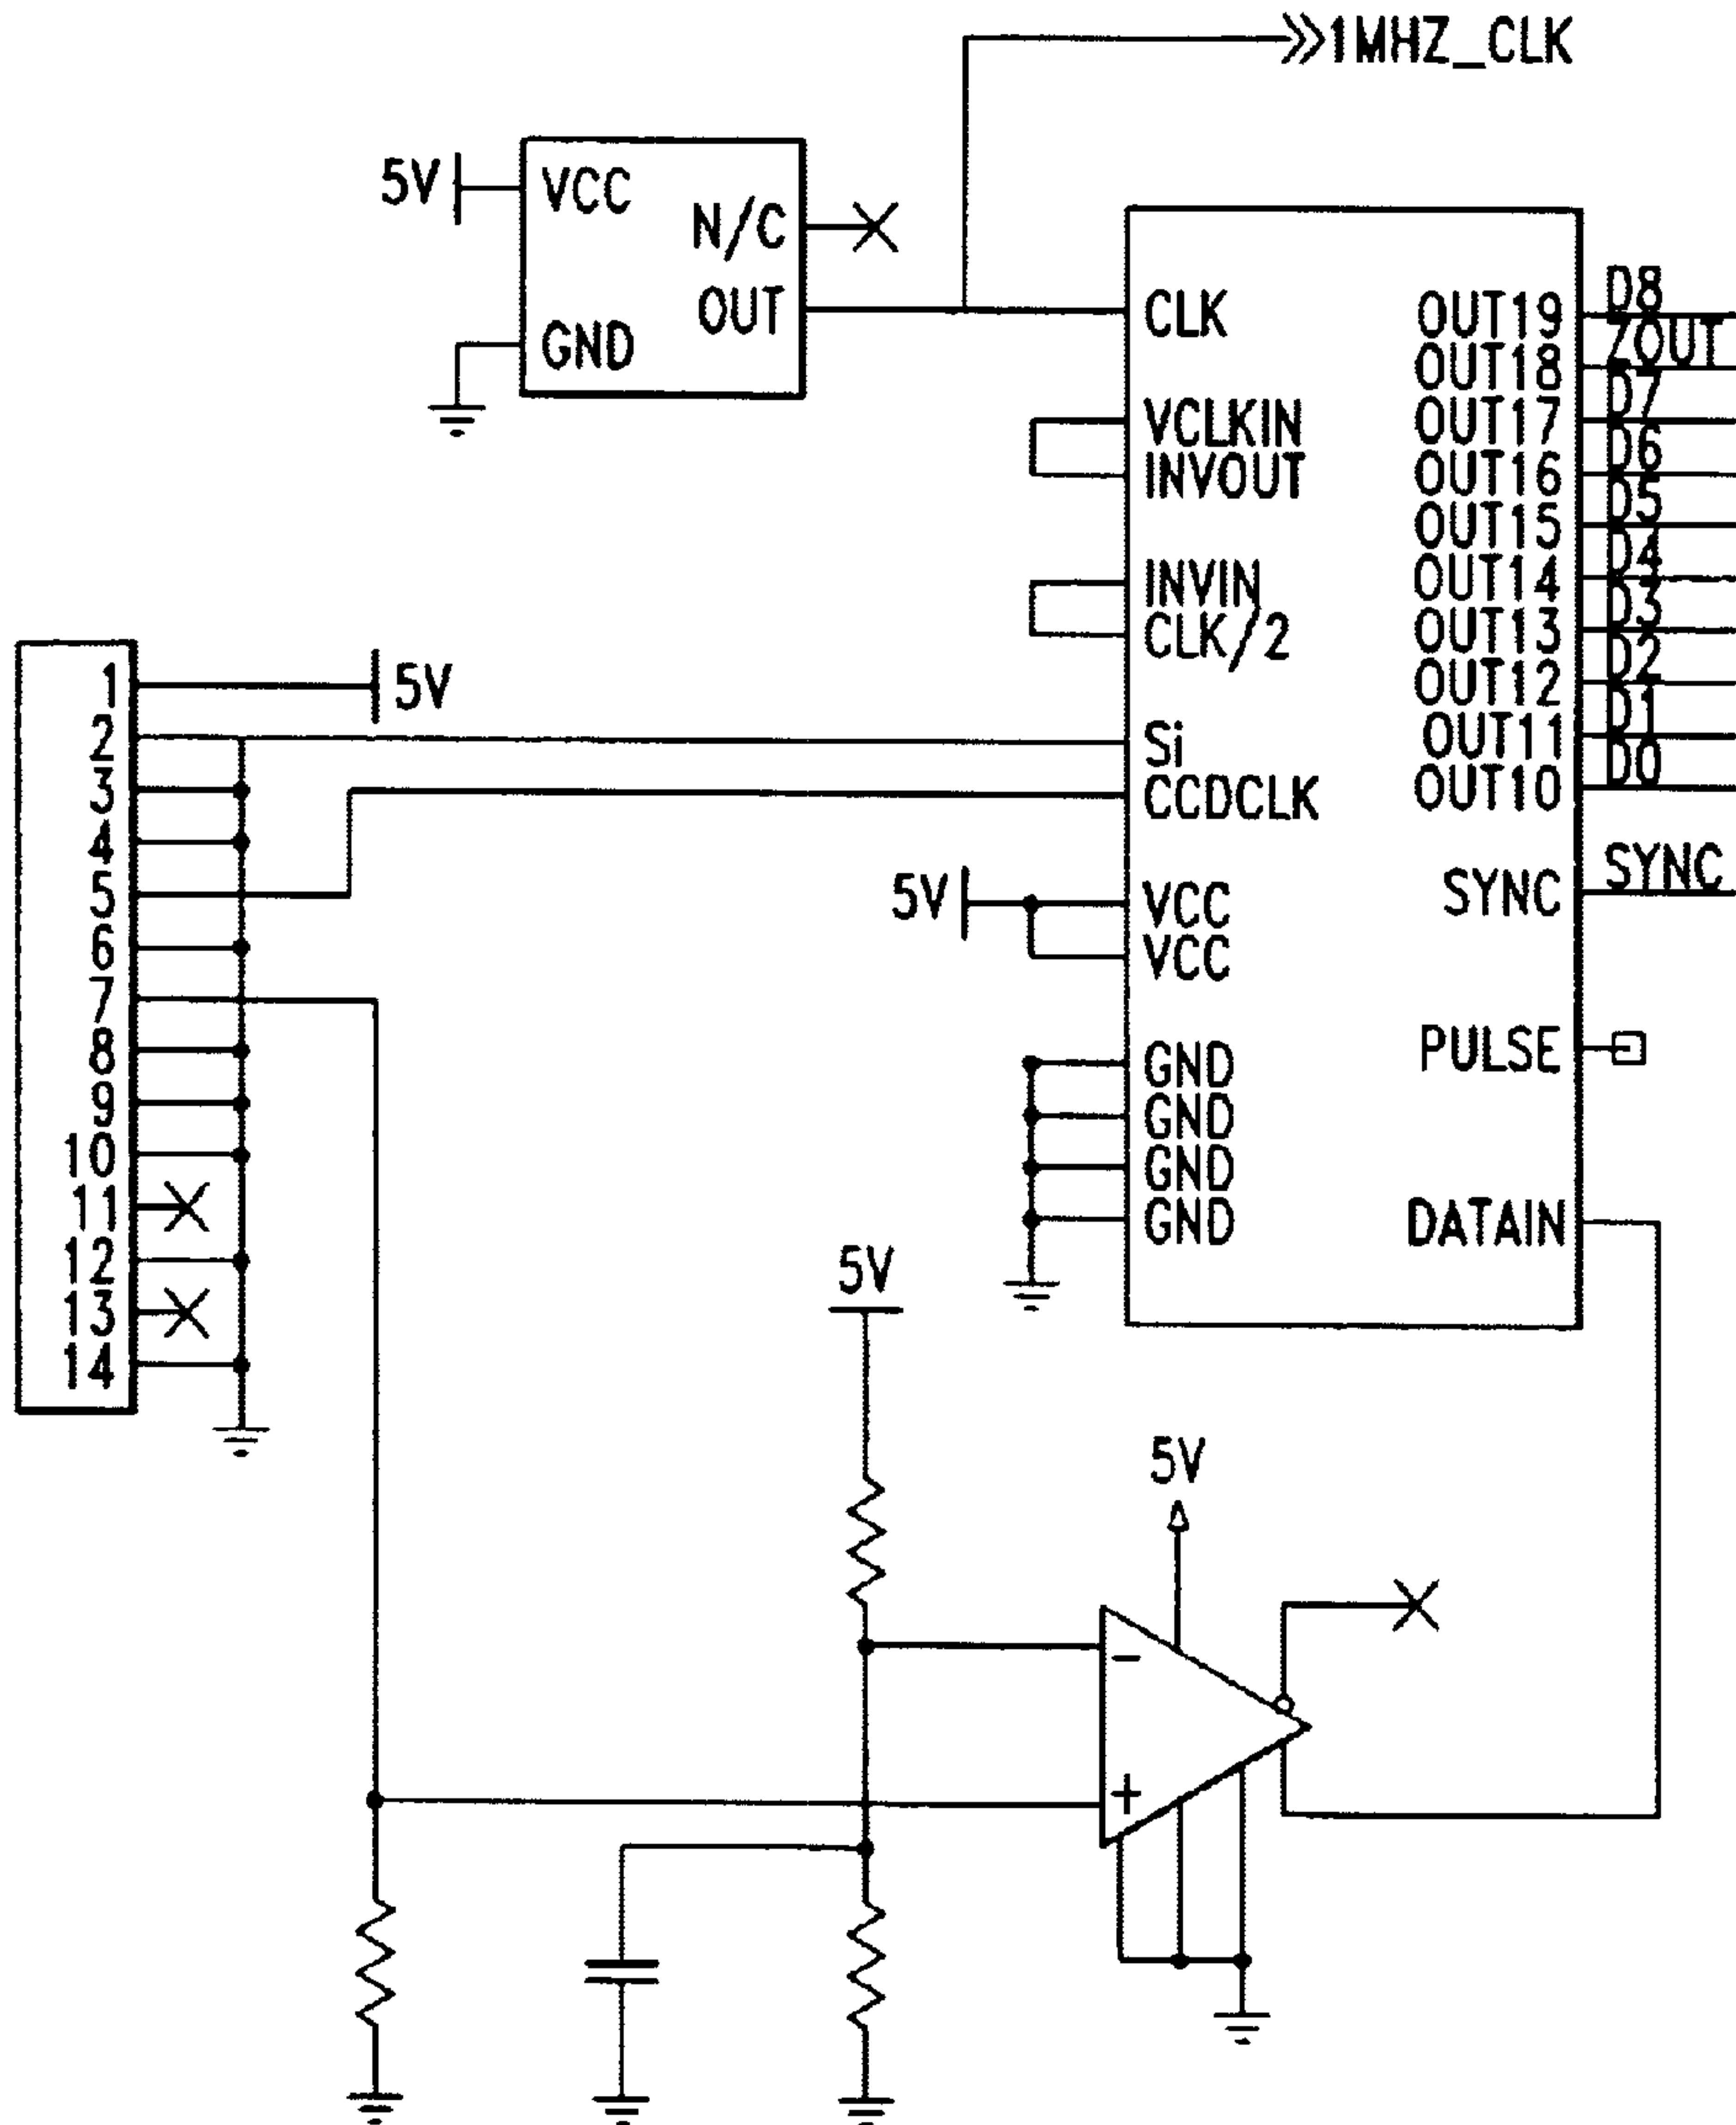 1MHZ_CLK
5V
VCC
N/C
OUT
GND
CLK
VCLKIN
INVOUT
INVIN
CLK/2
Si
CCDCLK
5V
VCC
VCC
GND
GND
GND
GND
OUT19
OUT18
OUT17
OUT16
OUT15
OUT14
OUT13
OUT12
OUT11
OUT10
SYNC
PULSE
DATAIN
D8
ZOUT
D7
D6
D5
D4
D3
D2
D1
D0
SYNC
1
2
3
4
5
6
7
8
9
10
11
12
13
14
5V
5V
5V
-
+